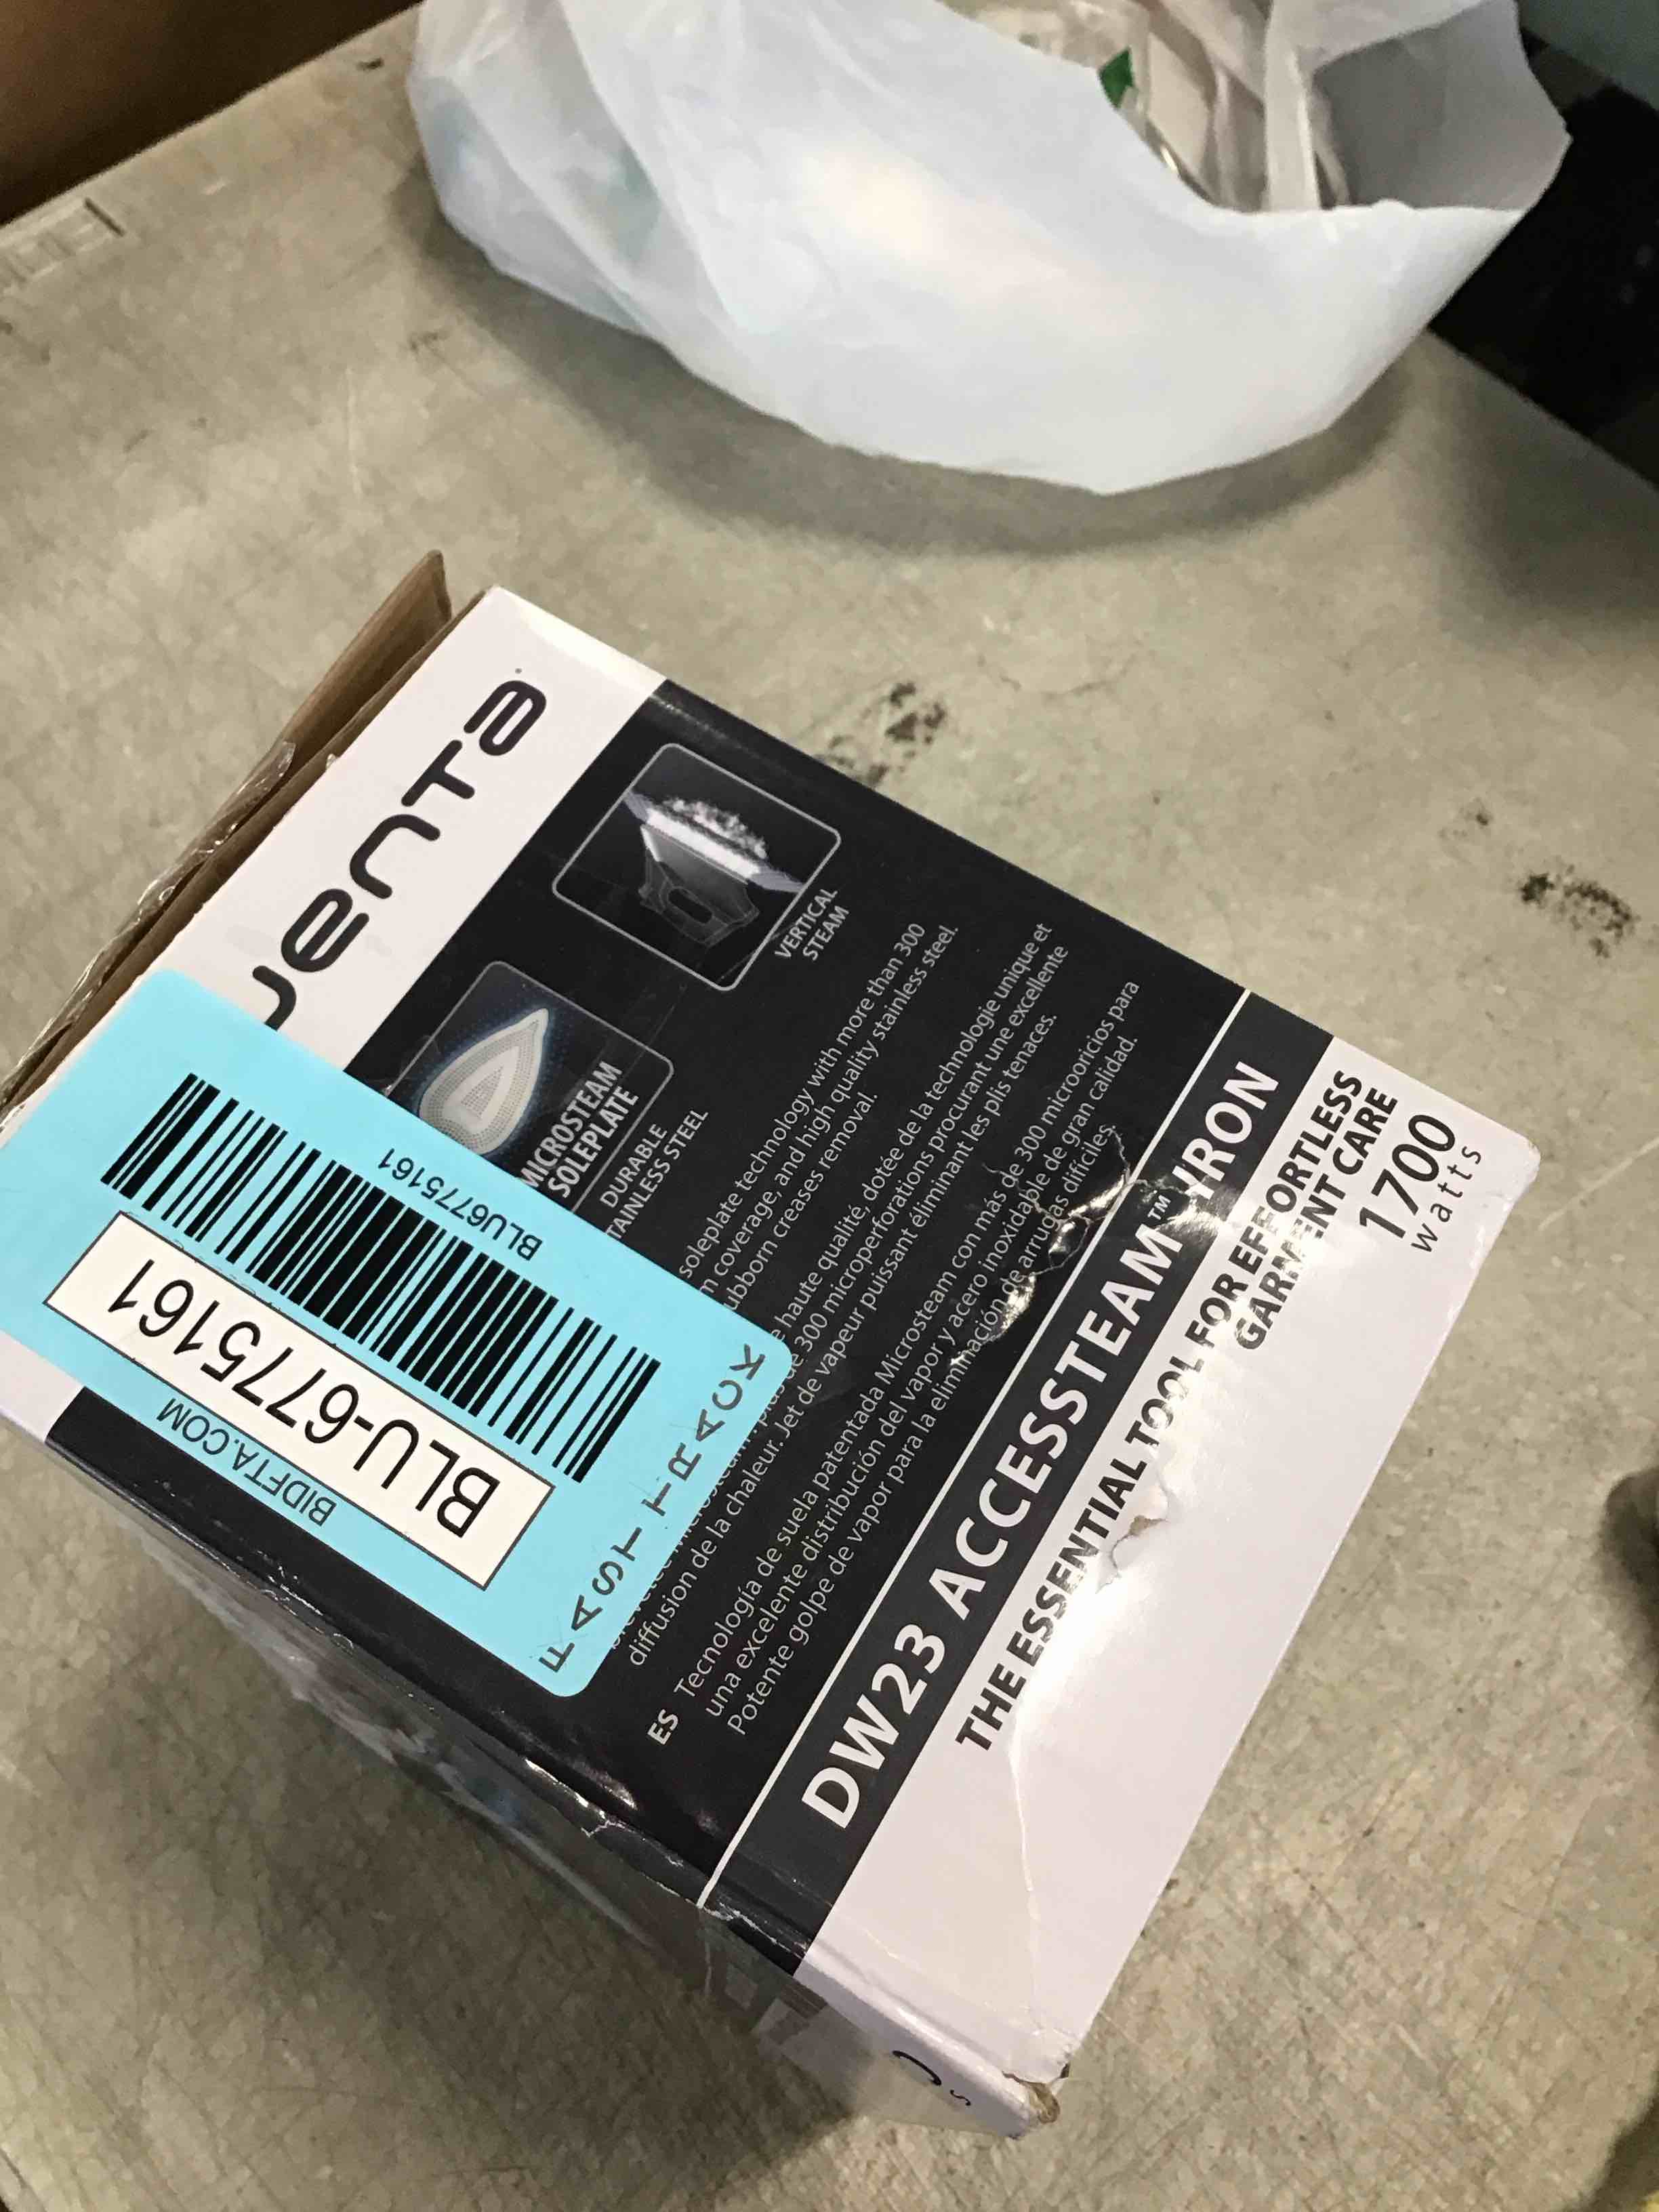 uenta
VERTICAL
STEAM
MICROSTEAM
SOLEPLATE
DURABLE
TAINLESS STEEL
soleplate technology with more than 300
coverage, and high quality stainless steel.
ubborn creases removal.
haute qualité, dotée de la technologie unique et
de 300 microperforations procurant une excellente
diffusion de la chaleur. Jet de vapeur puissant éliminant les plis tenaces.
ES Tecnología de suela patentada Microsteam con más de 300 microoricios para
una excelente distribución del vapor y acero inoxidable de gran calidad.
Potente golpe de vapor para la eliminación de arrugas difíciles.
DW23 ACCESSTEAM™ IRON
THE ESSENTIAL TOOL FOR EFFORTLESS
GARMENT CARE
1700
watts
BIDFTA.COM
BLU-6775161
BLU6775161
FAST TRACK